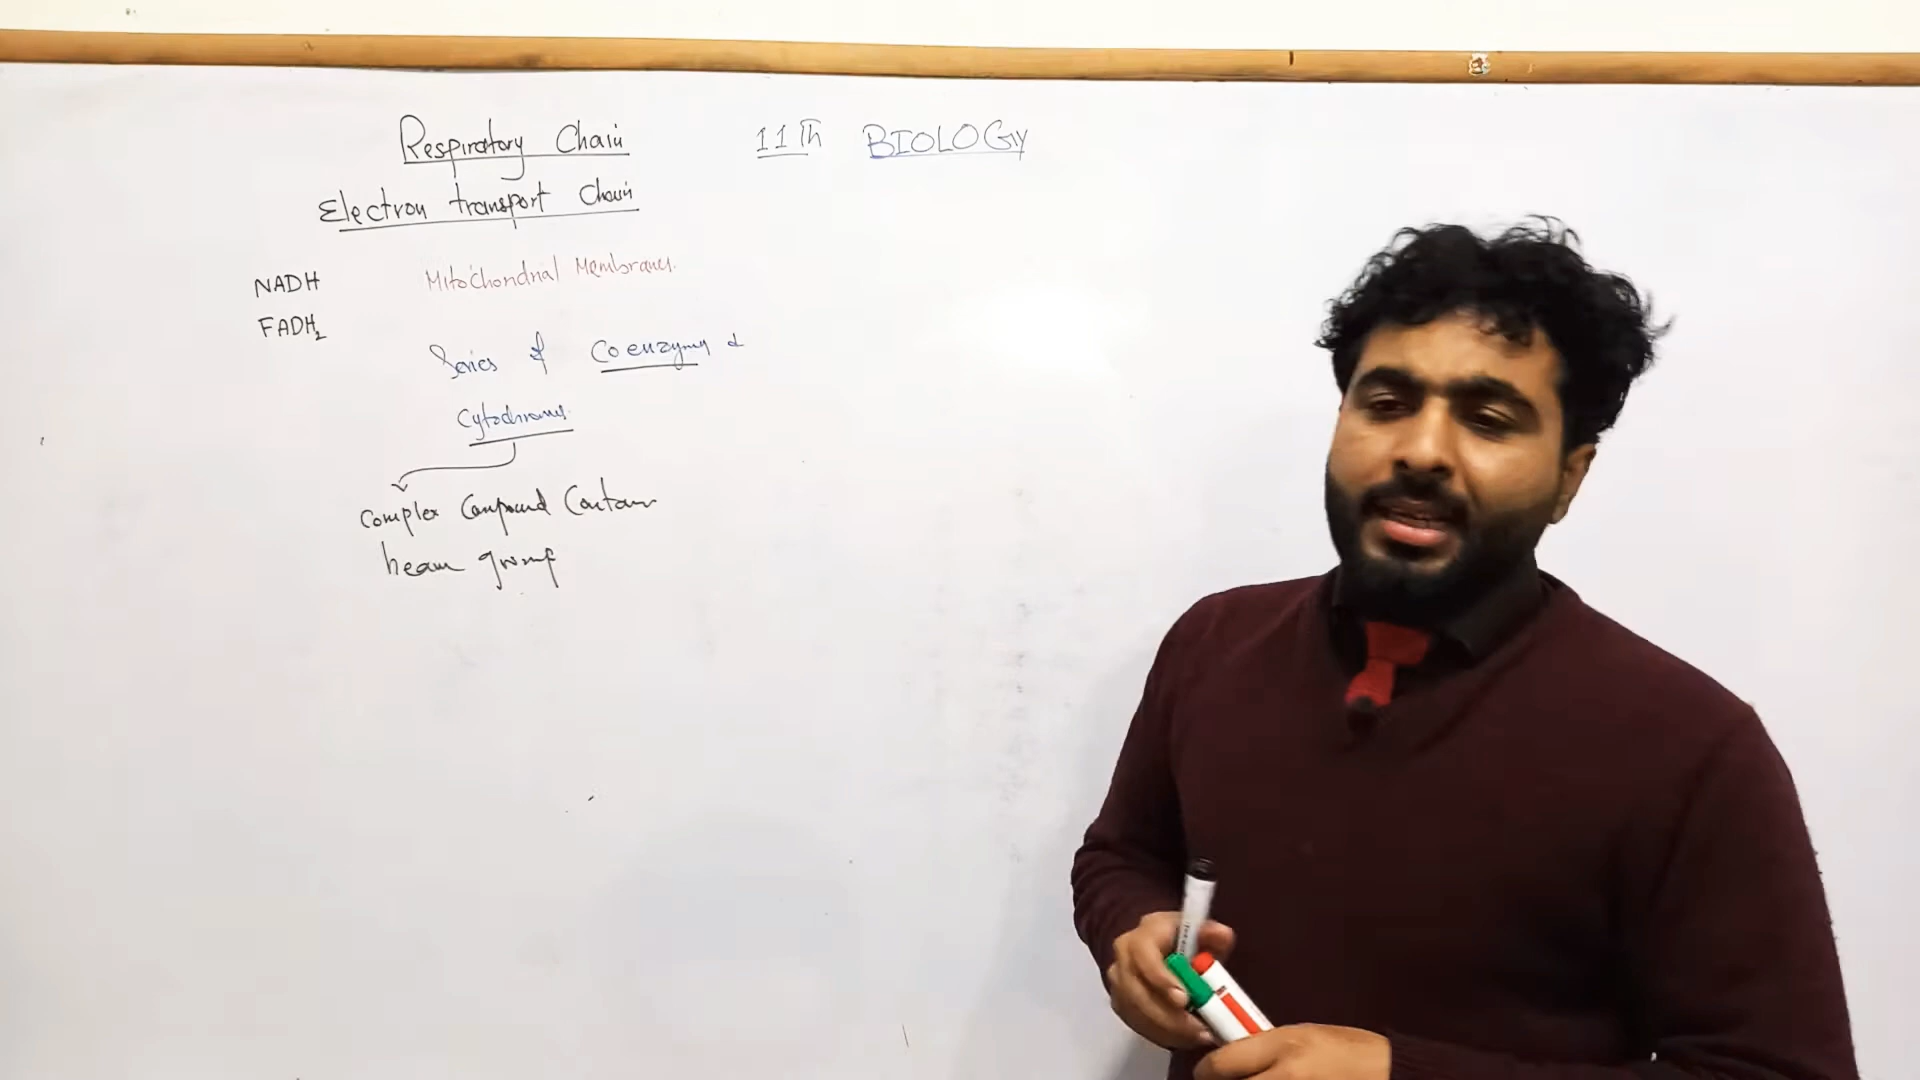 Respiratory Chain 11Th BIOLOGY
Electron transport Chain
NADH Mitochondrial Membranes.
FADH2
Series of Coenzymes &
Cytochromes.
Complex Compound Contain
heam group